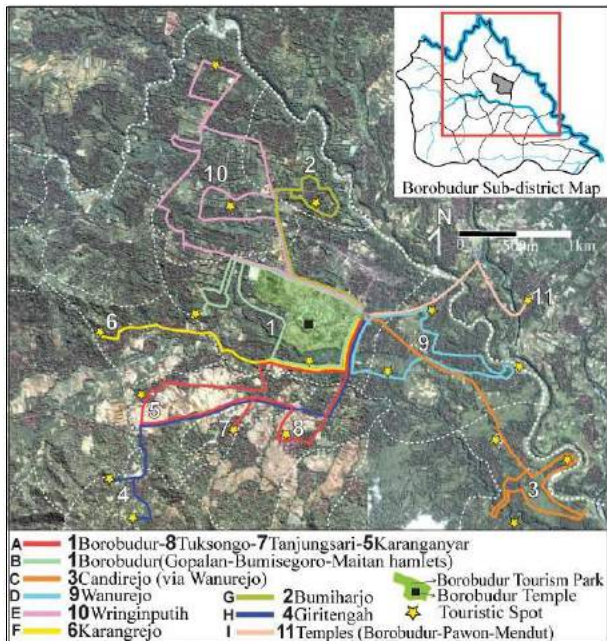 Borobudur Sub-district Map
10
2
N
0 500m 1km
11
1
6
9
5
7
8
4
3
A 1Borobudur-8Tuksongo-7Tanjungsari-5Karanganyar
B 1Borobudur(Gopalan-Bumisegoro-Maitan hamlets)
C 3Candirejo (via Wanurejo)
D 9Wanurejo
E 10Wringinputih
F 6Karangrejo
G 2Bumiharjo
H 4Giritengah
I 11Temples (Borobudur-Pawon-Mendut)
Borobudur Tourism Park
Borobudur Temple
Touristic Spot